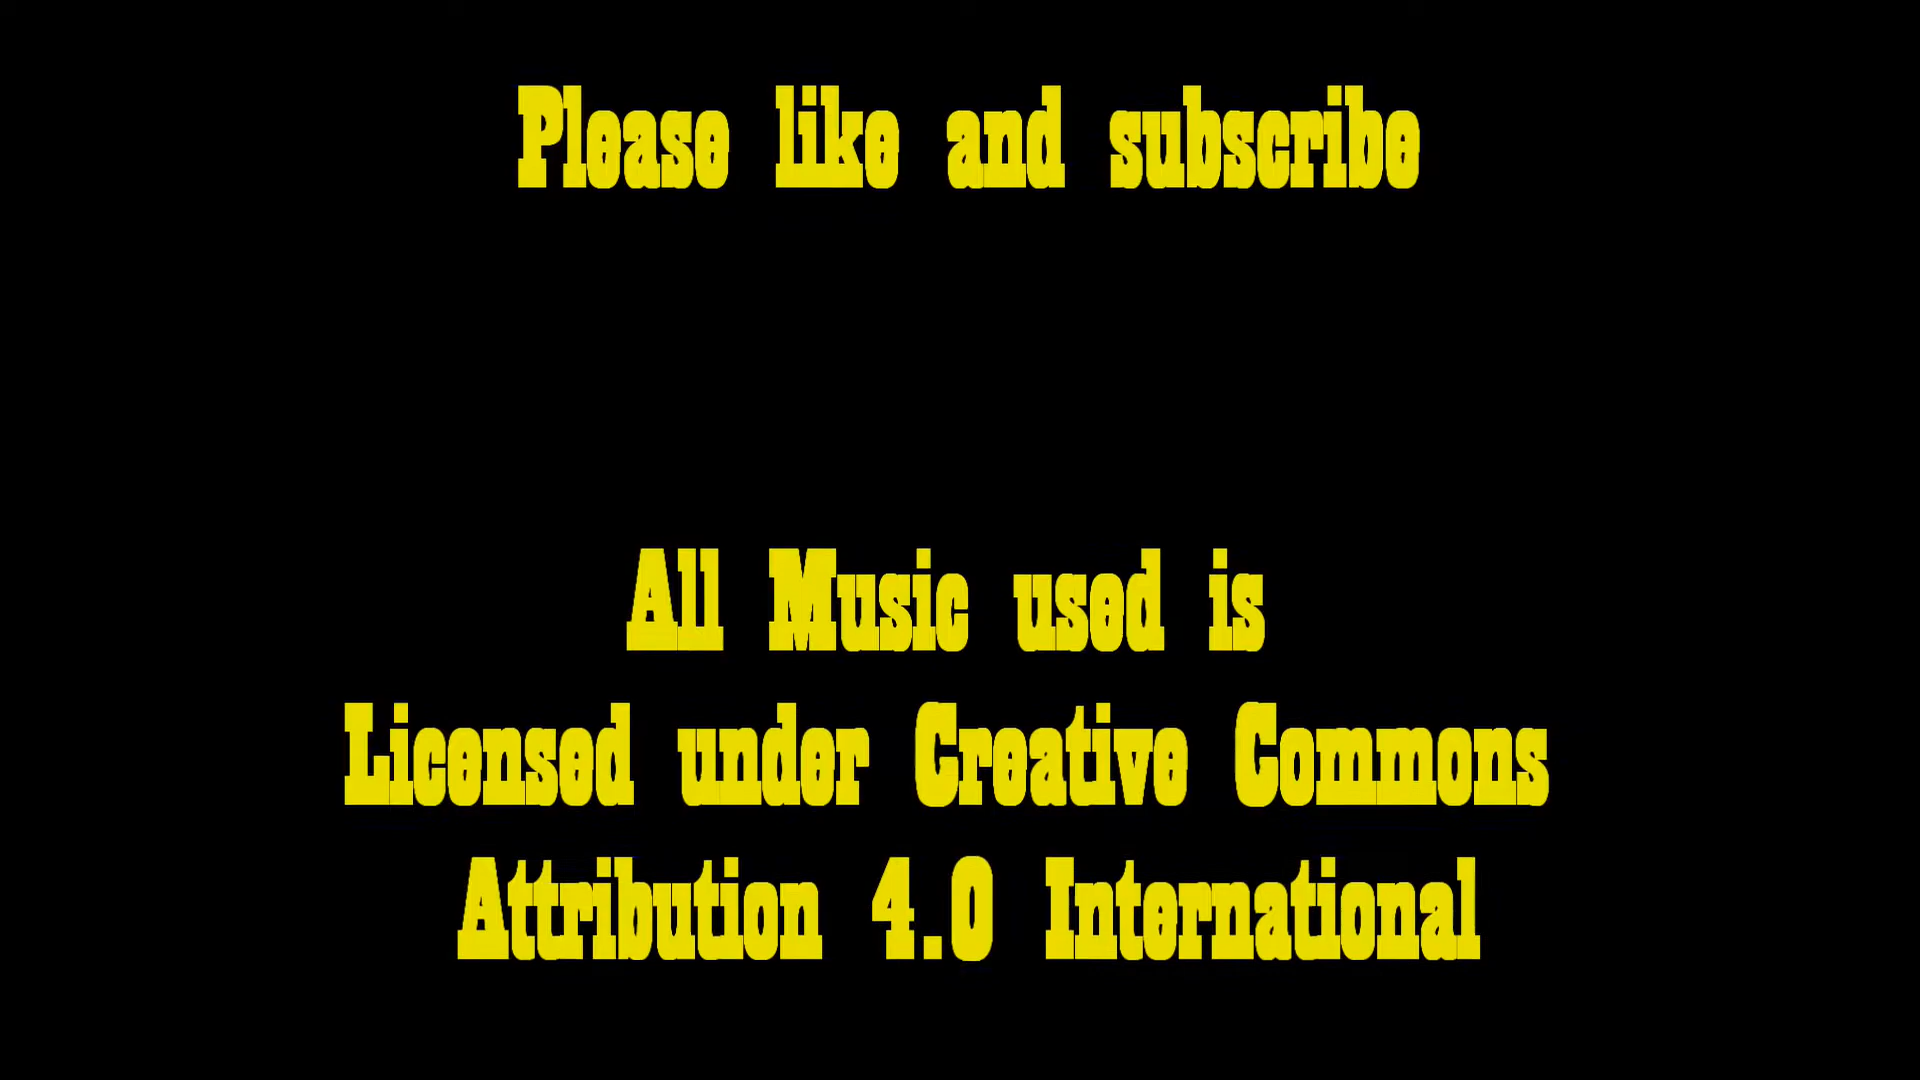 Please like and subscribe
All Music used is
Licensed under Creative Commons
Attribution 4.0 International